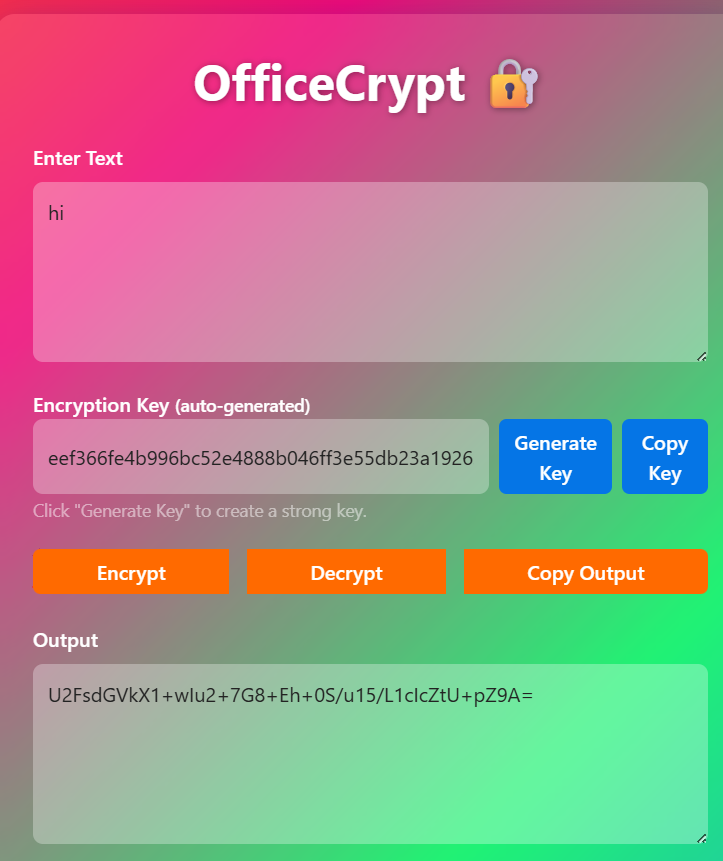 OfficeCrypt 🔐
Enter Text
hi
Encryption Key (auto-generated)
eef366fe4b996bc52e4888b046ff3e55db23a1926
Generate
Key
Copy
Key
Click "Generate Key" to create a strong key.
Encrypt
Decrypt
Copy Output
Output
U2FsdGVkX1+wIu2+7G8+Eh+0S/u15/L1cIcZtU+pZ9A=